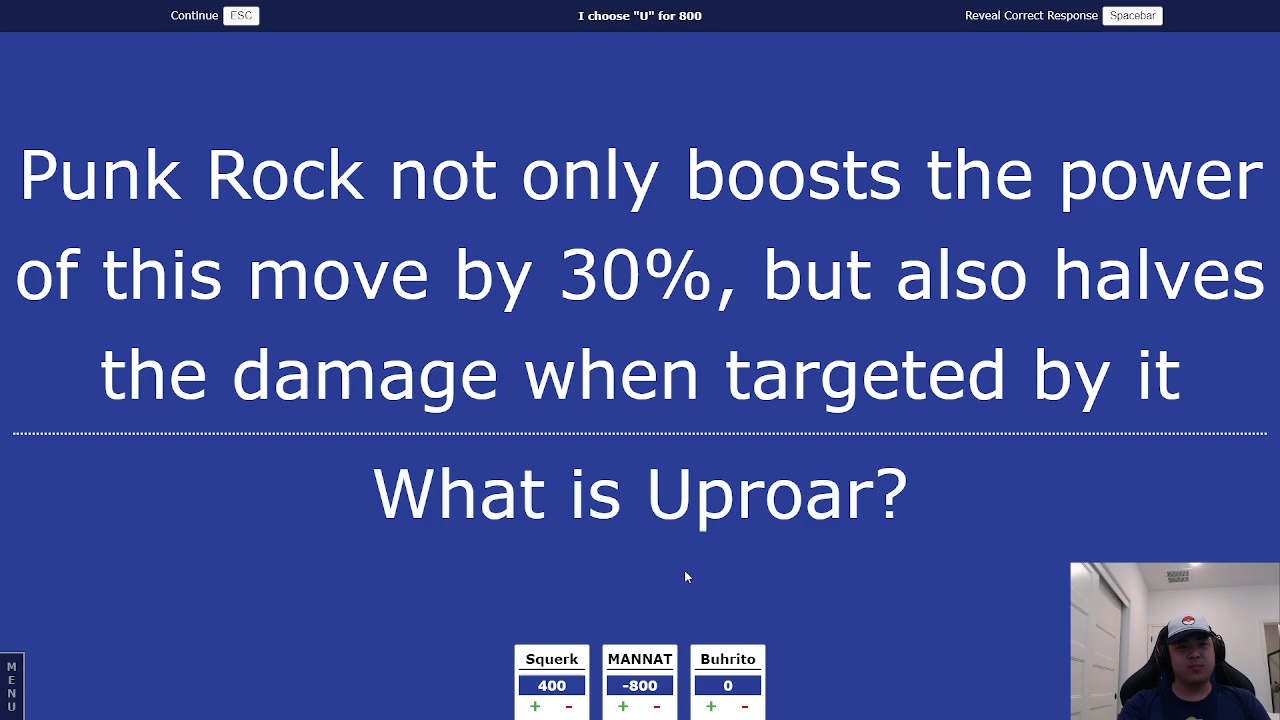 Continue ESC
I choose "U" for 800
Reveal Correct Response Spacebar
Punk Rock not only boosts the power
of this move by 30%, but also halves
the damage when targeted by it
What is Uproar?
MENU
Squerk MANNAT Buhrito
400 -800 0
+ - + - + -